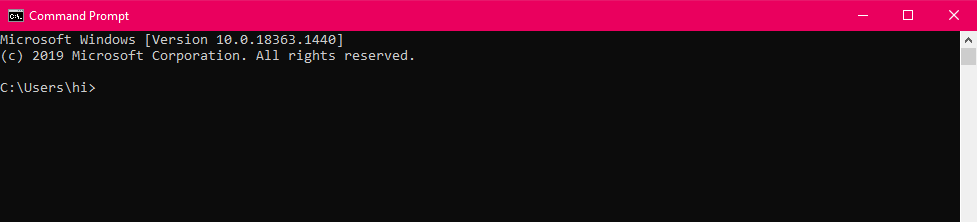 Command Prompt
Microsoft Windows [Version 10.0.18363.1440]
(c) 2019 Microsoft Corporation. All rights reserved.
C:\Users\hi>